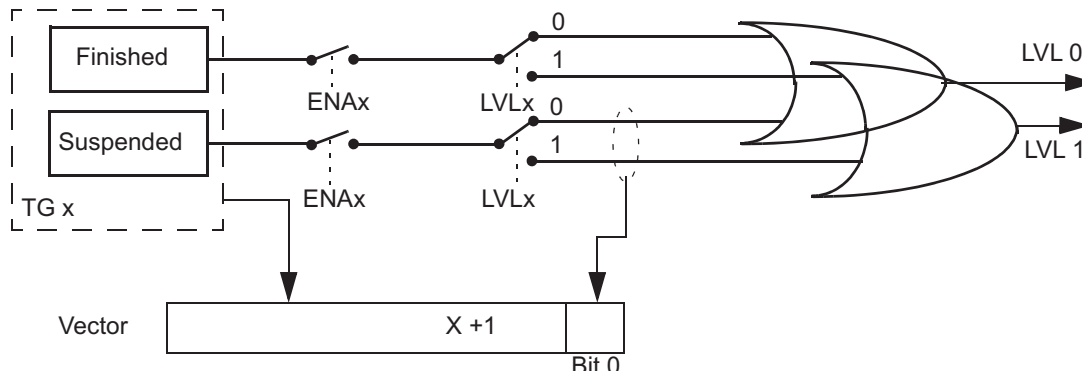 Finished
ENAx
LVLx
0
1
LVL 0
Suspended
ENAx
LVLx
0
1
LVL 1
TG x
Vector
X +1
Bit 0